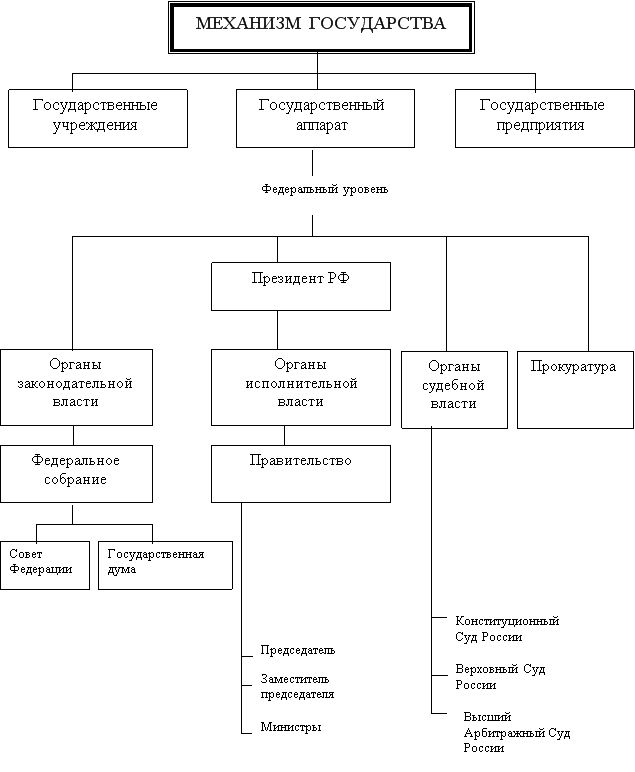 МЕХАНИЗМ ГОСУДАРСТВА
Государственные
учреждения
Государственный
аппарат
Государственные
предприятия
Федеральный уровень
Президент РФ
Органы
законодательной
власти
Органы
исполнительной
власти
Органы
судебной
власти
Прокуратура
Федеральное
собрание
Правительство
Совет
Федерации
Государственная
дума
Председатель
Заместитель
председателя
Министры
Конституционный
Суд России
Верховный Суд
России
Высший
Арбитражный Суд
России